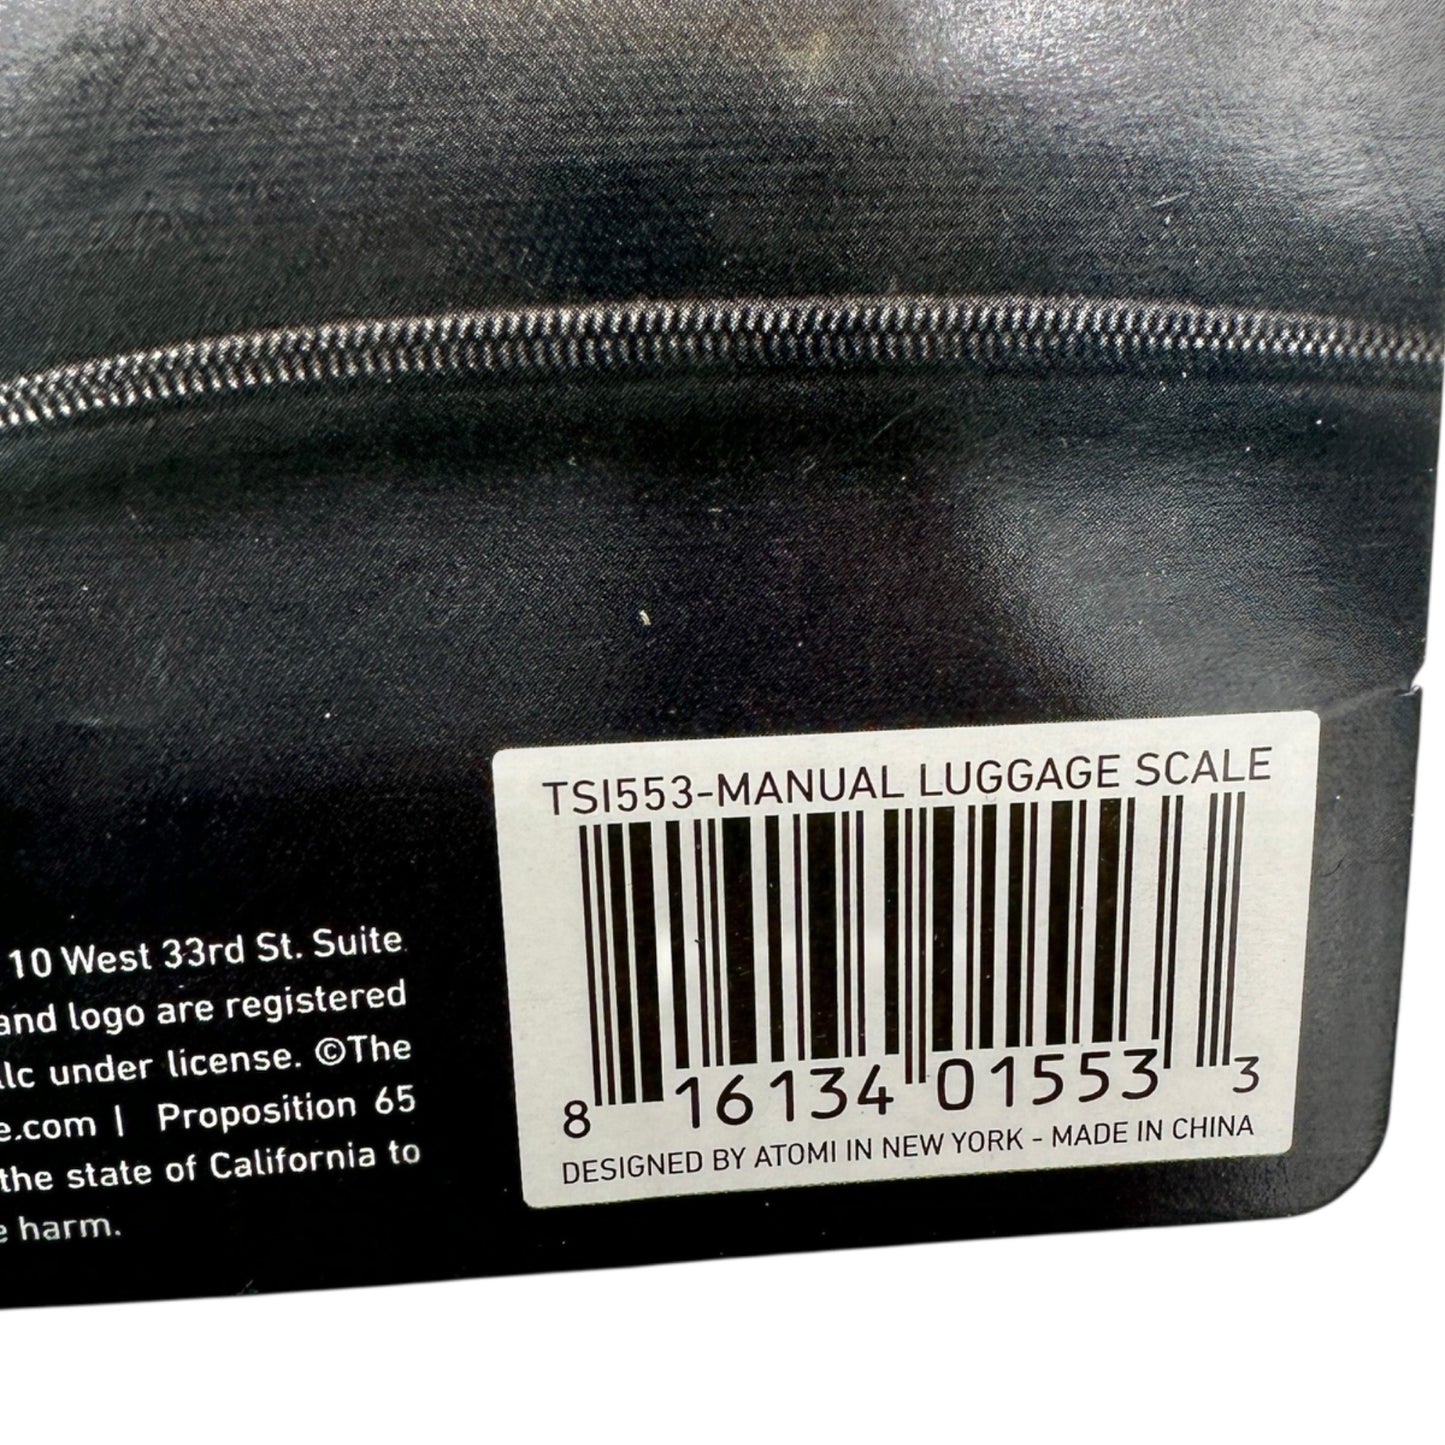 10 West 33rd St. Suite
and logo are registered
llc under license. ©The
e.com | Proposition 65
the state of California to
e harm.
TSI553-MANUAL LUGGAGE SCALE
8 16134 01553 3
DESIGNED BY ATOMI IN NEW YORK - MADE IN CHINA